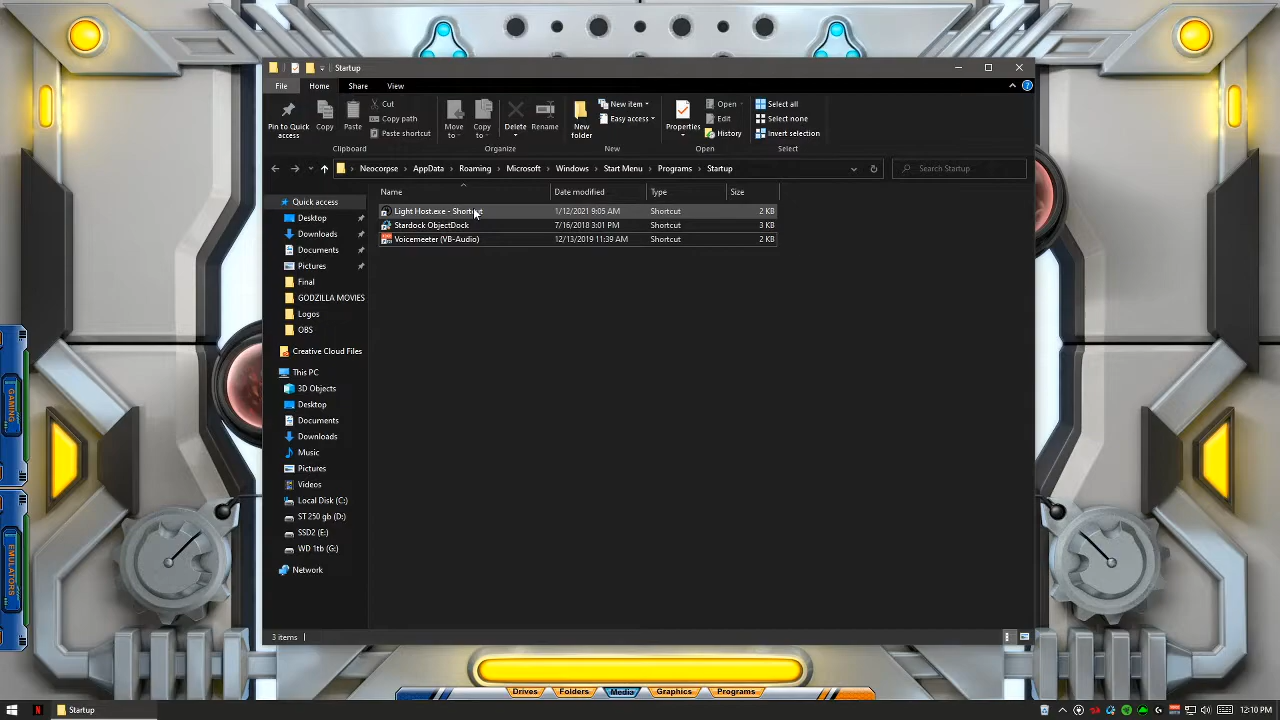 Startup
File Home Share View
Pin to Quick access
Copy
Paste
Cut
Copy path
Paste shortcut
Clipboard
Move to
Copy to
Delete
Rename
Organize
New folder
New item
Easy access
New
Properties
Open
Edit
History
Open
Select all
Select none
Invert selection
Select
Neocorpse > AppData > Roaming > Microsoft > Windows > Start Menu > Programs > Startup
Search Startup
Name Date modified Type Size
Light Host.exe - Shortcut 1/12/2021 9:05 AM Shortcut 2 KB
Stardock ObjectDock 7/16/2018 3:01 PM Shortcut 3 KB
Voicemeeter (VB-Audio) 12/13/2019 11:39 AM Shortcut 2 KB
Quick access
Desktop
Downloads
Documents
Pictures
Final
GODZILLA MOVIES
Logos
OBS
Creative Cloud Files
This PC
3D Objects
Desktop
Documents
Downloads
Music
Pictures
Videos
Local Disk (C:)
ST250 gb (D:)
SSD2 (E:)
WD 1tb (G:)
Network
3 items
GAMING
EMULATORS
Drives Folders Media Graphics Programs
N Startup 12:10 PM